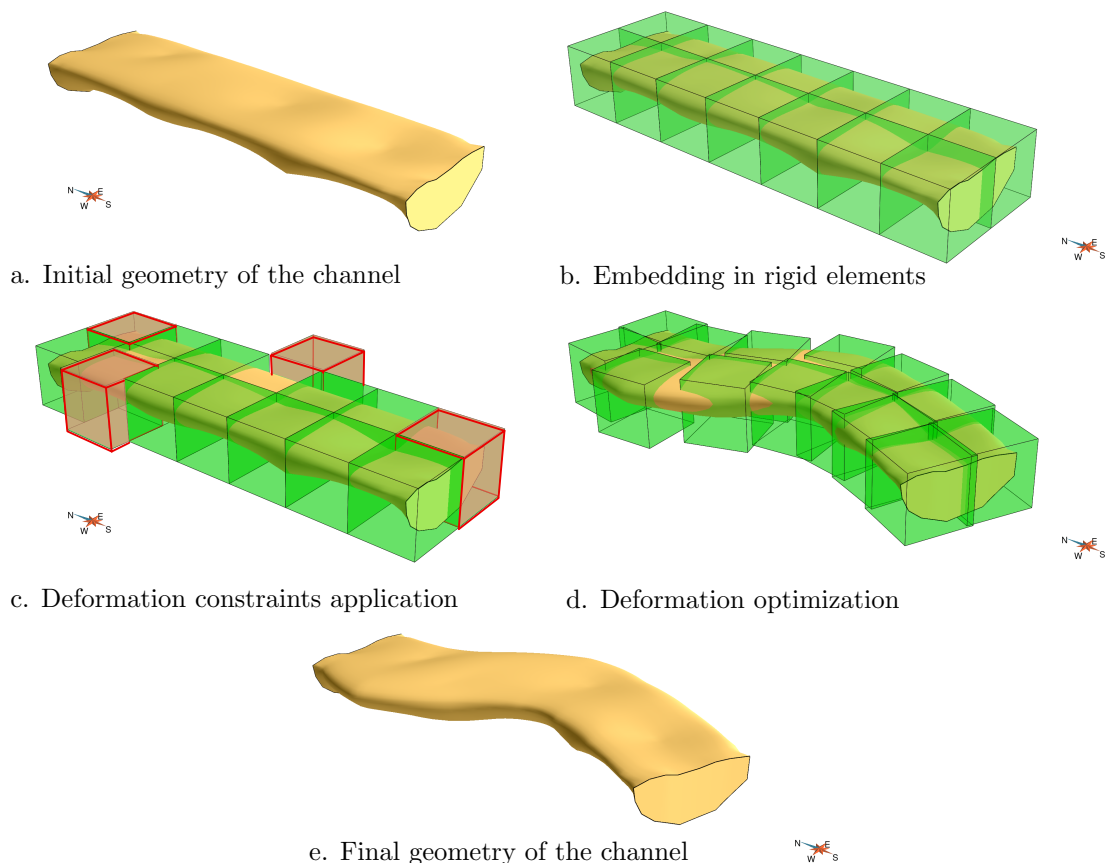 N E
W S
a. Initial geometry of the channel
N E
W S
b. Embedding in rigid elements
N E
W S
c. Deformation constraints application
N E
W S
d. Deformation optimization
e. Final geometry of the channel
N E
W S